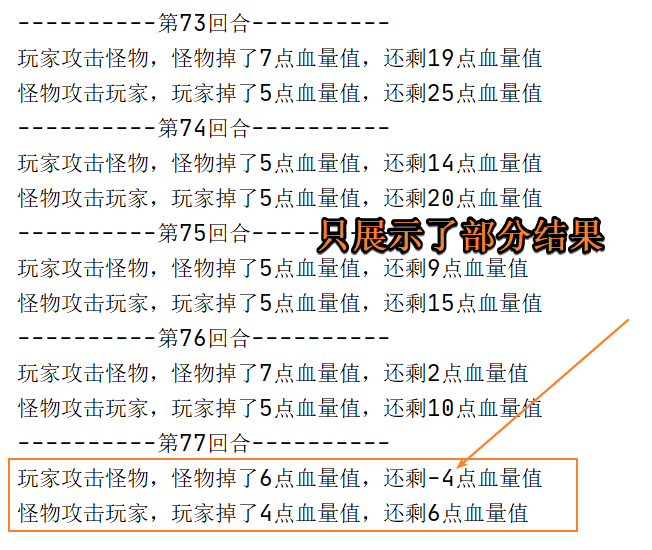 ----------第73回合----------
玩家攻击怪物，怪物掉了7点血量值，还剩19点血量值
怪物攻击玩家，玩家掉了5点血量值，还剩25点血量值
----------第74回合----------
玩家攻击怪物，怪物掉了5点血量值，还剩14点血量值
怪物攻击玩家，玩家掉了5点血量值，还剩20点血量值
----------第75回合-----
只展示了部分结果
玩家攻击怪物，怪物掉了5点血量值，还剩9点血量值
怪物攻击玩家，玩家掉了5点血量值，还剩15点血量值
----------第76回合----------
玩家攻击怪物，怪物掉了7点血量值，还剩2点血量值
怪物攻击玩家，玩家掉了5点血量值，还剩10点血量值
----------第77回合----------
玩家攻击怪物，怪物掉了6点血量值，还剩-4点血量值
怪物攻击玩家，玩家掉了4点血量值，还剩6点血量值